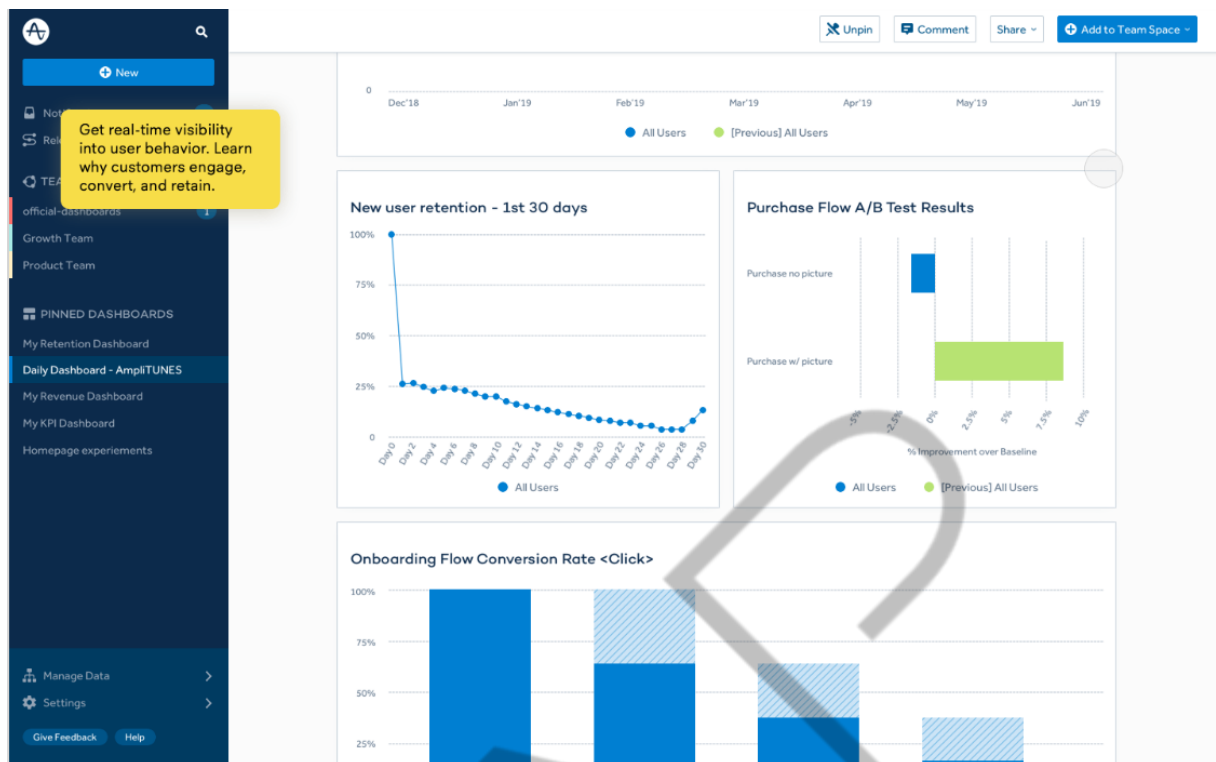 Unpin
Comment
Share
Add to Team Space
New
Get real-time visibility
into user behavior. Learn
why customers engage,
convert, and retain.
official-dashboards
1
Growth Team
Product Team
PINNED DASHBOARDS
My Retention Dashboard
Daily Dashboard - AmpliTUNES
My Revenue Dashboard
My KPI Dashboard
Homepage experiements
Manage Data
Settings
Give Feedback
Help
0
Dec'18 Jan'19 Feb'19 Mar'19 Apr'19 May'19 Jun'19
All Users [Previous] All Users
New user retention - 1st 30 days
100%
75%
50%
25%
0
Day 0 Day 2 Day 4 Day 6 Day 8 Day 10 Day 12 Day 14 Day 16 Day 18 Day 20 Day 22 Day 24 Day 26 Day 28 Day 30
All Users
Purchase Flow A/B Test Results
Purchase no picture
Purchase w/ picture
-5% -2.5% 0% 2.5% 5% 7.5% 10%
% Improvement over Baseline
All Users [Previous] All Users
Onboarding Flow Conversion Rate <Click>
100%
75%
50%
25%